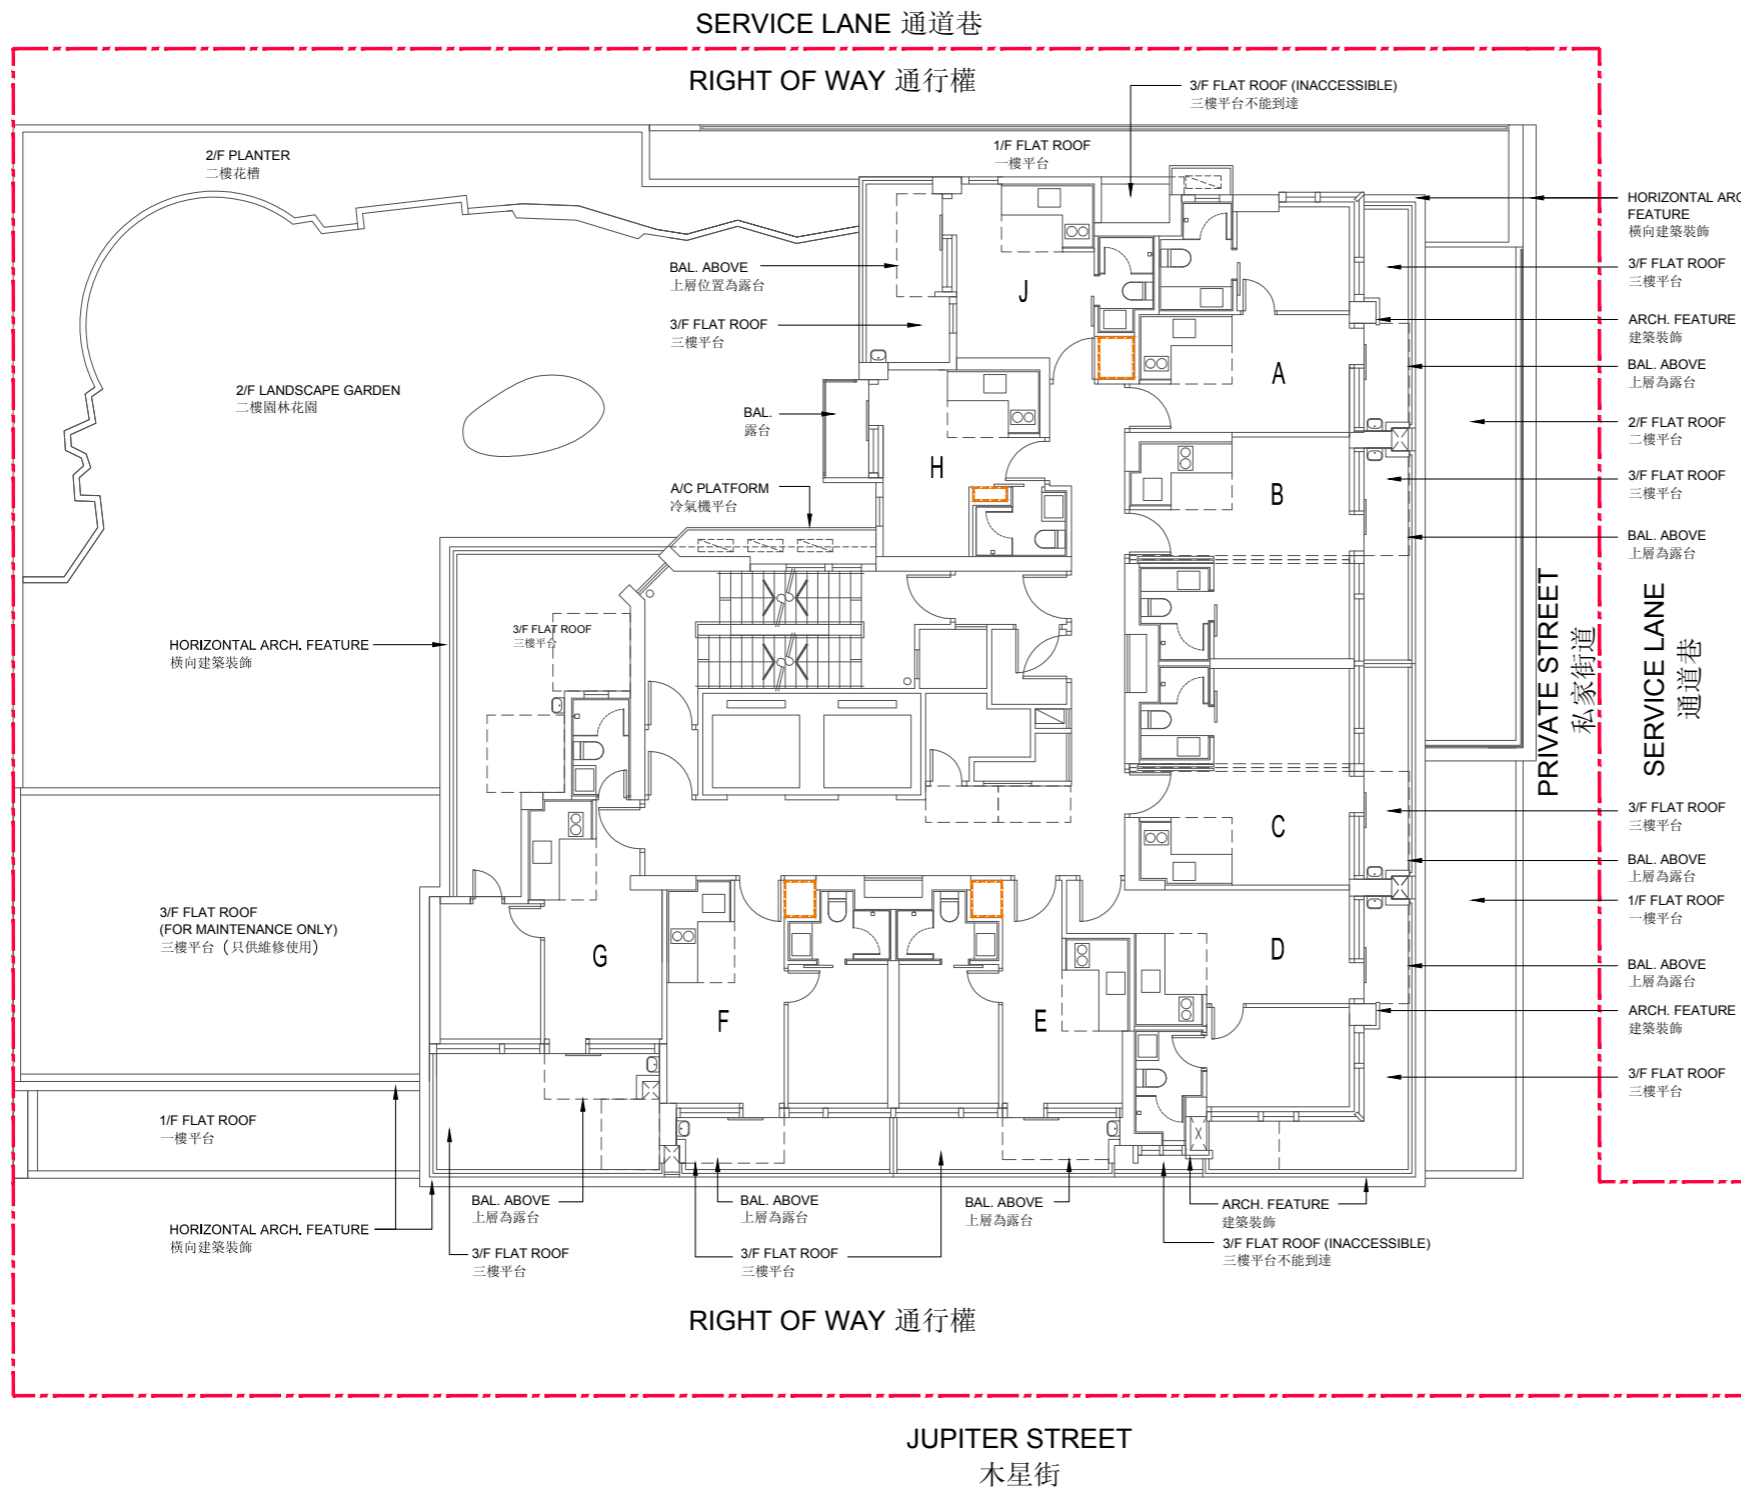 SERVICE LANE 通道巷
RIGHT OF WAY 通行權
3/F FLAT ROOF (INACCESSIBLE)
三樓平台不能到達
2/F PLANTER
二樓花槽
1/F FLAT ROOF
一樓平台
HORIZONTAL ARC
FEATURE
橫向建築裝飾
BAL. ABOVE
上層位置為露台
3/F FLAT ROOF
三樓平台
J
3/F FLAT ROOF
三樓平台
ARCH. FEATURE
建築裝飾
2/F LANDSCAPE GARDEN
二樓園林花園
A
BAL. ABOVE
上層為露台
BAL.
露台
2/F FLAT ROOF
二樓平台
H
A/C PLATFORM
冷氣機平台
B
3/F FLAT ROOF
三樓平台
BAL. ABOVE
上層為露台
PRIVATE STREET
私家街道
SERVICE LANE
通道巷
HORIZONTAL ARCH. FEATURE
橫向建築裝飾
3/F FLAT ROOF
三樓平台
C
3/F FLAT ROOF
三樓平台
BAL. ABOVE
上層為露台
1/F FLAT ROOF
一樓平台
3/F FLAT ROOF
(FOR MAINTENANCE ONLY)
三樓平台（只供維修使用）
G
D
BAL. ABOVE
上層為露台
F
E
ARCH. FEATURE
建築裝飾
3/F FLAT ROOF
三樓平台
1/F FLAT ROOF
一樓平台
HORIZONTAL ARCH. FEATURE
橫向建築裝飾
BAL. ABOVE
上層為露台
BAL. ABOVE
上層為露台
BAL. ABOVE
上層為露台
ARCH. FEATURE
建築裝飾
3/F FLAT ROOF
三樓平台
3/F FLAT ROOF
三樓平台
3/F FLAT ROOF (INACCESSIBLE)
三樓平台不能到達
RIGHT OF WAY 通行權
JUPITER STREET
木星街